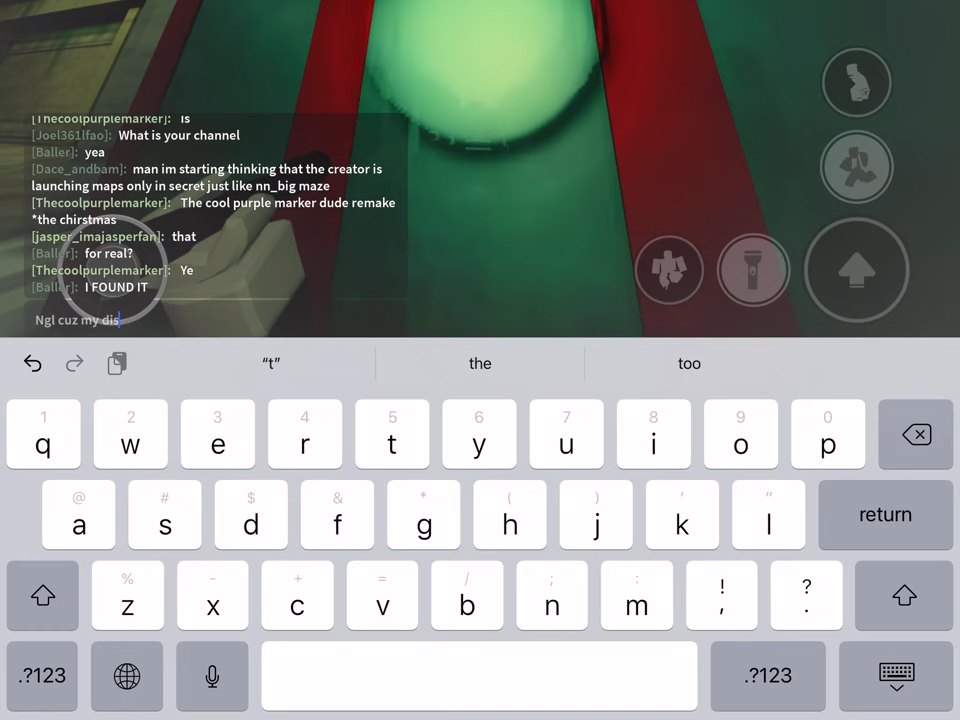 [Thecoolpurplemarker]: Is
[Joel361lfao]: What is your channel
[Baller]: yea
[Dace_andbam]: man im starting thinking that the creator is
launching maps only in secret just like nn_big maze
[Thecoolpurplemarker]: The cool purple marker dude remake
*the chirstmas
[jasper_imajasperfan]: that
[Baller]: for real?
[Thecoolpurplemarker]: Ye
[Baller]: I FOUND IT
Ngl cuz my dis
“t” the too
1 2 3 4 5 6 7 8 9 0
q w e r t y u i o p
@ # $ & * ( ) ' "
a s d f g h j k l return
% - + = / ; : ! ?
z x c v b n m , .
.?123 .?123